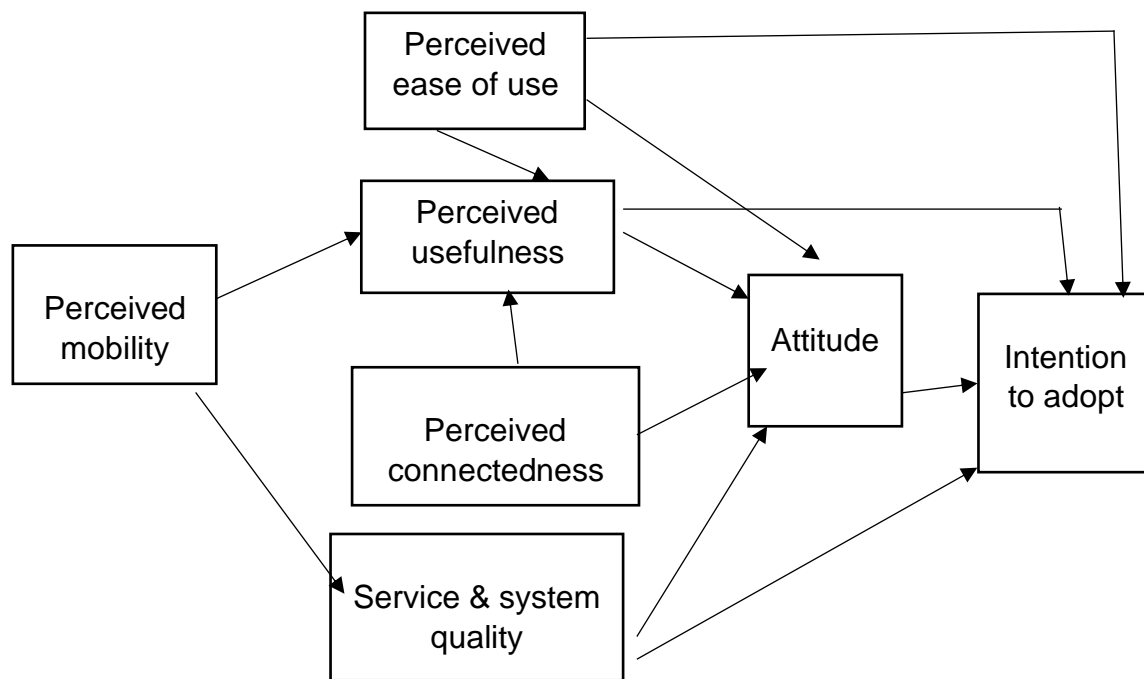 Perceived
ease of use
Perceived
usefulness
Perceived
mobility
Attitude
Intention
to adopt
Perceived
connectedness
Service & system
quality